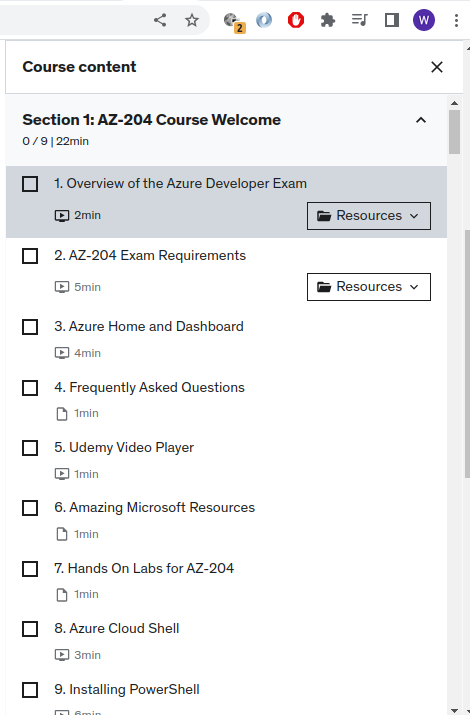 2
W
Course content
Section 1: AZ-204 Course Welcome
0 / 9 | 22min
1. Overview of the Azure Developer Exam
2min
Resources
2. AZ-204 Exam Requirements
5min
Resources
3. Azure Home and Dashboard
4min
4. Frequently Asked Questions
1min
5. Udemy Video Player
1min
6. Amazing Microsoft Resources
1min
7. Hands On Labs for AZ-204
1min
8. Azure Cloud Shell
3min
9. Installing PowerShell